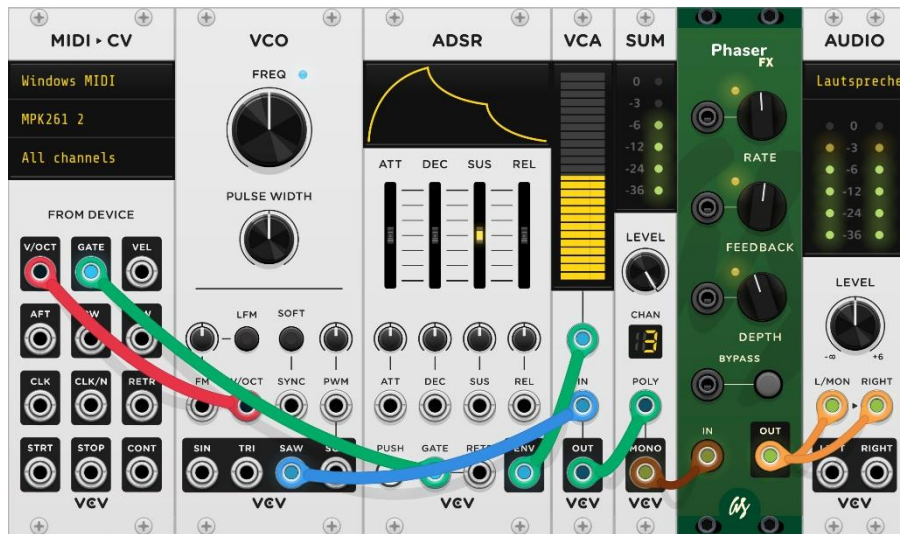 MIDI ▸ CV
Windows MIDI
MPK261 2
All channels
FROM DEVICE
V/OCT GATE VEL
AFT
CLK CLK/N RETR
STRT STOP CONT
VCV
VCO
FREQ
PULSE WIDTH
LFM SOFT
FM V/OCT SYNC PWM
SIN TRI SAW
VCV
ADSR
ATT DEC SUS REL
ATT DEC SUS REL
PUSH GATE RETR ENV
VCV
VCA
IN
OUT
VCV
SUM
0
-3
-6
-12
-24
-36
LEVEL
CHAN
3
POLY
MONO
VCV
Phaser
FX
RATE
FEEDBACK
DEPTH
BYPASS
IN OUT
as
AUDIO
Lautspreche
0
-3
-6
-12
-24
-36
LEVEL
-∞ +6
L/MON ▸ RIGHT
RIGHT
VCV